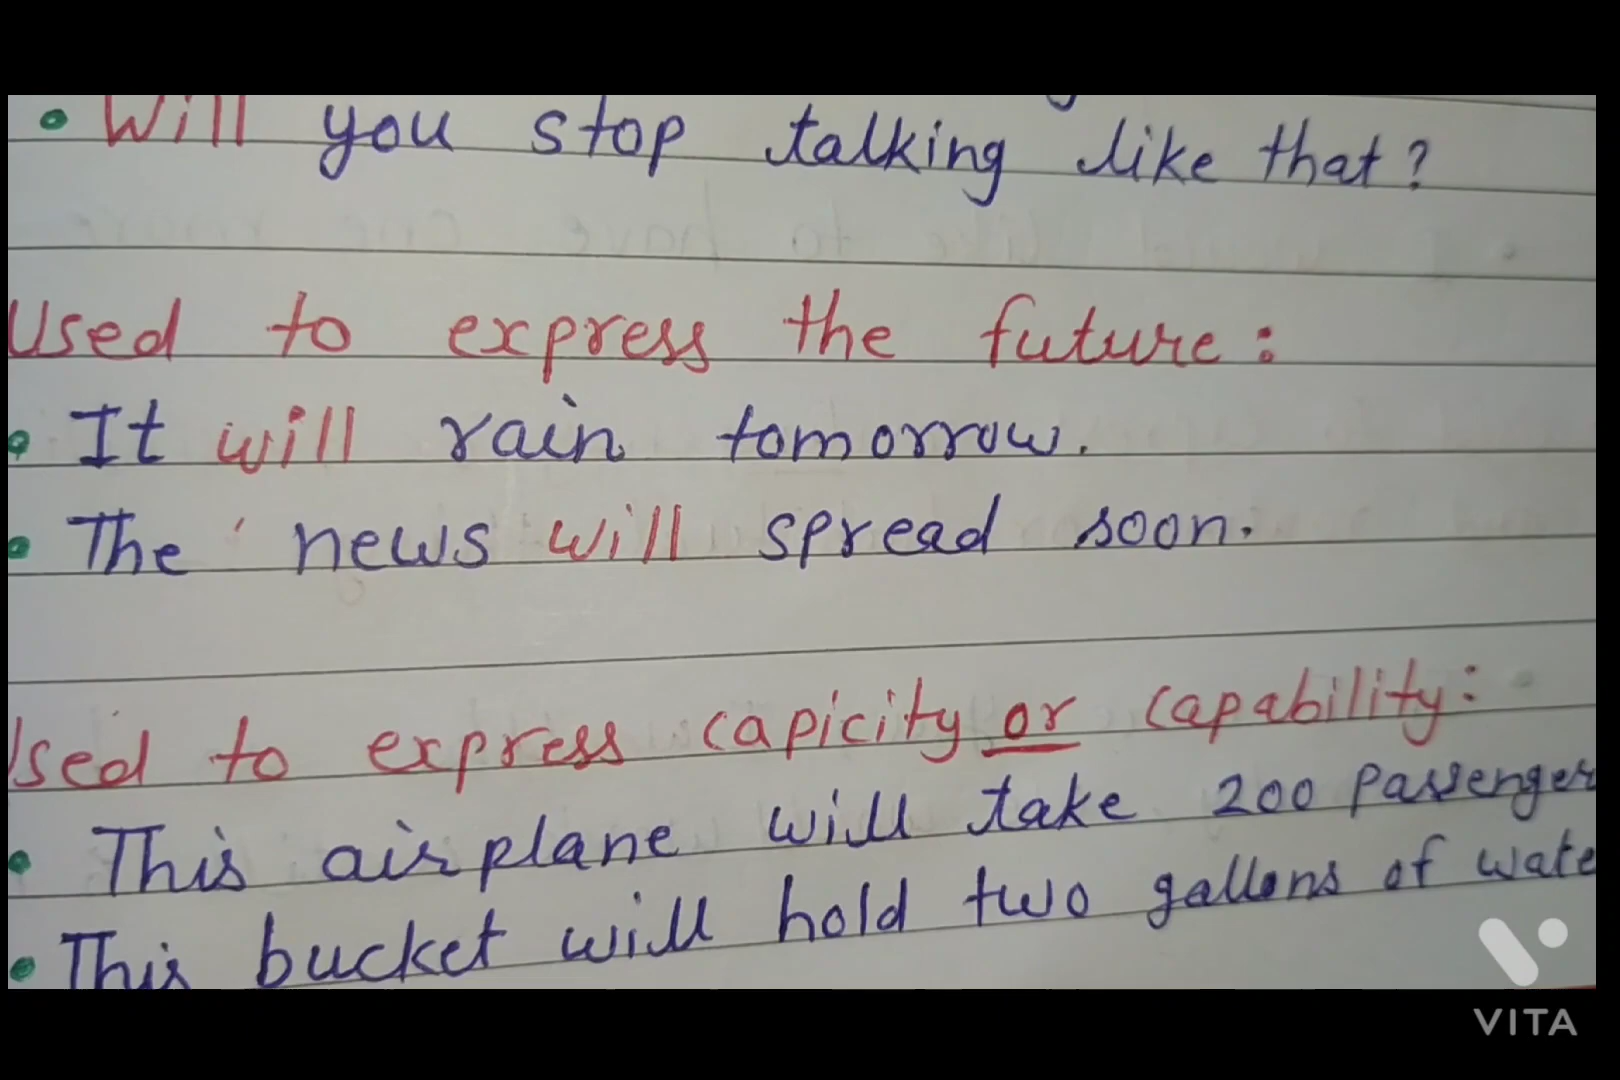 • Will you stop talking like that?
Used to express the future:
• It will rain tomorrow.
• The news will spread soon.
Used to express capicity or capability:
• This airplane will take 200 passenger
• This bucket will hold two gallons of wate
VITA